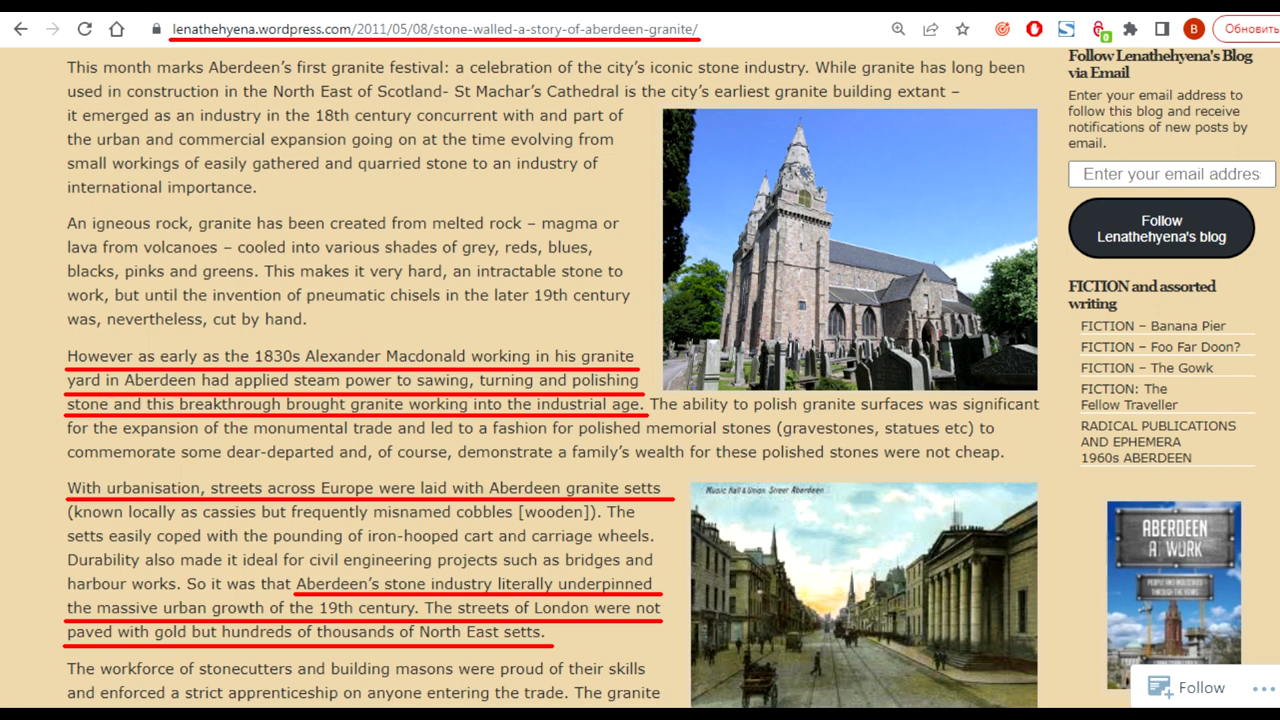 lenathehyena.wordpress.com/2011/05/08/stone-walled-a-story-of-aberdeen-granite/
0
В
Обновить
This month marks Aberdeen's first granite festival: a celebration of the city's iconic stone industry. While granite has long been
used in construction in the North East of Scotland- St Machar's Cathedral is the city's earliest granite building extant –
it emerged as an industry in the 18th century concurrent with and part of
the urban and commercial expansion going on at the time evolving from
small workings of easily gathered and quarried stone to an industry of
international importance.
An igneous rock, granite has been created from melted rock – magma or
lava from volcanoes – cooled into various shades of grey, reds, blues,
blacks, pinks and greens. This makes it very hard, an intractable stone to
work, but until the invention of pneumatic chisels in the later 19th century
was, nevertheless, cut by hand.
However as early as the 1830s Alexander Macdonald working in his granite
yard in Aberdeen had applied steam power to sawing, turning and polishing
stone and this breakthrough brought granite working into the industrial age. The ability to polish granite surfaces was significant
for the expansion of the monumental trade and led to a fashion for polished memorial stones (gravestones, statues etc) to
commemorate some dear-departed and, of course, demonstrate a family's wealth for these polished stones were not cheap.
With urbanisation, streets across Europe were laid with Aberdeen granite setts
(known locally as cassies but frequently misnamed cobbles [wooden]). The
setts easily coped with the pounding of iron-hooped cart and carriage wheels.
Durability also made it ideal for civil engineering projects such as bridges and
harbour works. So it was that Aberdeen's stone industry literally underpinned
the massive urban growth of the 19th century. The streets of London were not
paved with gold but hundreds of thousands of North East setts.
The workforce of stonecutters and building masons were proud of their skills
and enforced a strict apprenticeship on anyone entering the trade. The granite
Music Hall & Union Street Aberdeen
Follow Lenathehyena's Blog
via Email
Enter your email address to
follow this blog and receive
notifications of new posts by
email.
Enter your email addres
Follow
Lenathehyena's blog
FICTION and assorted
writing
FICTION – Banana Pier
FICTION – Foo Far Doon?
FICTION – The Gowk
FICTION: The
Fellow Traveller
RADICAL PUBLICATIONS
AND EPHEMERA
1960s ABERDEEN
ABERDEEN
AT WORK
PEOPLE AND INDUSTRIES
THROUGH THE YEARS
Follow